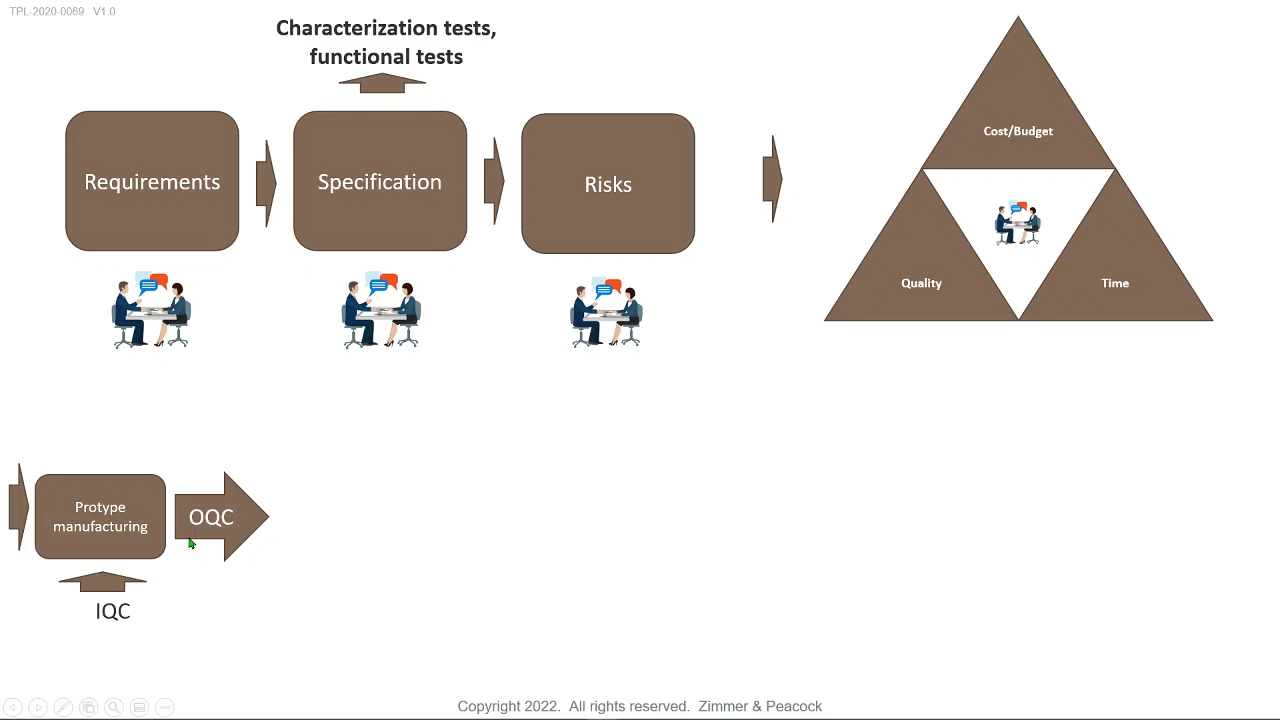 TPL-2020-0069 V1.0
Characterization tests,
functional tests
Requirements
Specification
Risks
Cost/Budget
Quality
Time
Protype
manufacturing
OQC
IQC
Copyright 2022. All rights reserved. Zimmer & Peacock